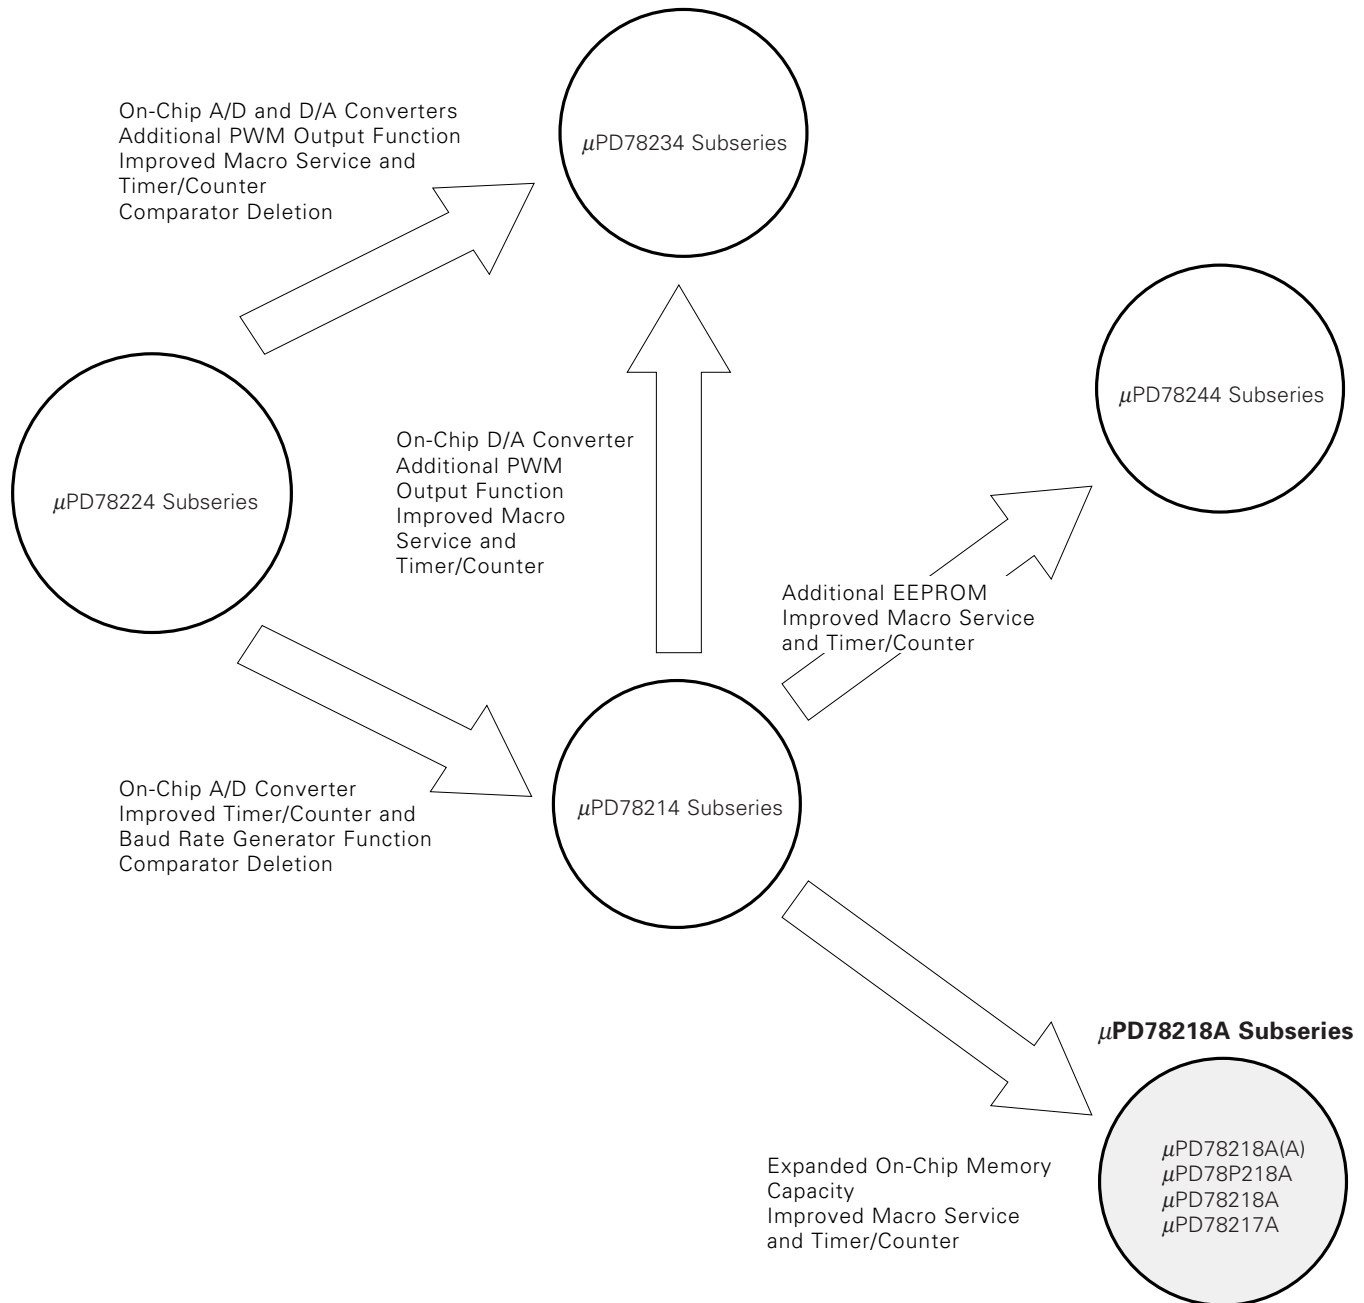 On-Chip A/D and D/A Converters
Additional PWM Output Function
Improved Macro Service and
Timer/Counter
Comparator Deletion
μPD78234 Subseries
μPD78244 Subseries
μPD78224 Subseries
On-Chip D/A Converter
Additional PWM
Output Function
Improved Macro
Service and
Timer/Counter
Additional EEPROM
Improved Macro Service
and Timer/Counter
On-Chip A/D Converter
Improved Timer/Counter and
Baud Rate Generator Function
Comparator Deletion
μPD78214 Subseries
μPD78218A Subseries
μPD78218A(A)
μPD78P218A
μPD78218A
μPD78217A
Expanded On-Chip Memory
Capacity
Improved Macro Service
and Timer/Counter